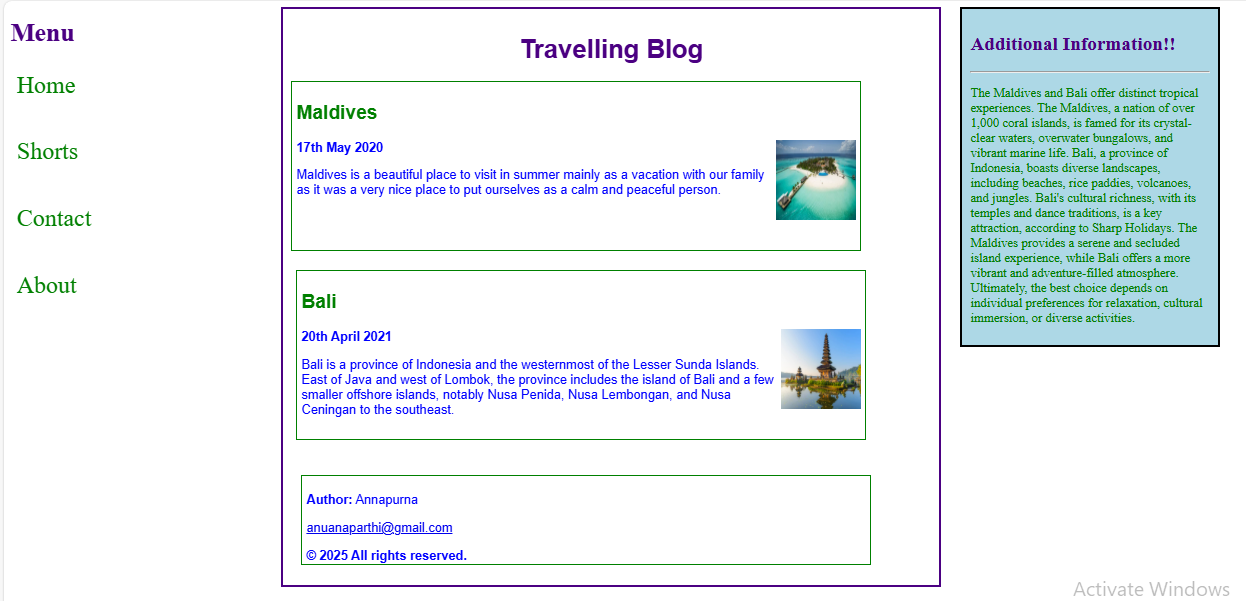 Menu
Home
Shorts
Contact
About
Travelling Blog
Maldives
17th May 2020
Maldives is a beautiful place to visit in summer mainly as a vacation with our family
as it was a very nice place to put ourselves as a calm and peaceful person.
Bali
20th April 2021
Bali is a province of Indonesia and the westernmost of the Lesser Sunda Islands.
East of Java and west of Lombok, the province includes the island of Bali and a few
smaller offshore islands, notably Nusa Penida, Nusa Lembongan, and Nusa
Ceningan to the southeast.
Author: Annapurna
anuanaparthi@gmail.com
© 2025 All rights reserved.
Additional Information!!
The Maldives and Bali offer distinct tropical
experiences. The Maldives, a nation of over
1,000 coral islands, is famed for its crystal-
clear waters, overwater bungalows, and
vibrant marine life. Bali, a province of
Indonesia, boasts diverse landscapes,
including beaches, rice paddies, volcanoes,
and jungles. Bali's cultural richness, with its
temples and dance traditions, is a key
attraction, according to Sharp Holidays. The
Maldives provides a serene and secluded
island experience, while Bali offers a more
vibrant and adventure-filled atmosphere.
Ultimately, the best choice depends on
individual preferences for relaxation, cultural
immersion, or diverse activities.
Activate Windows